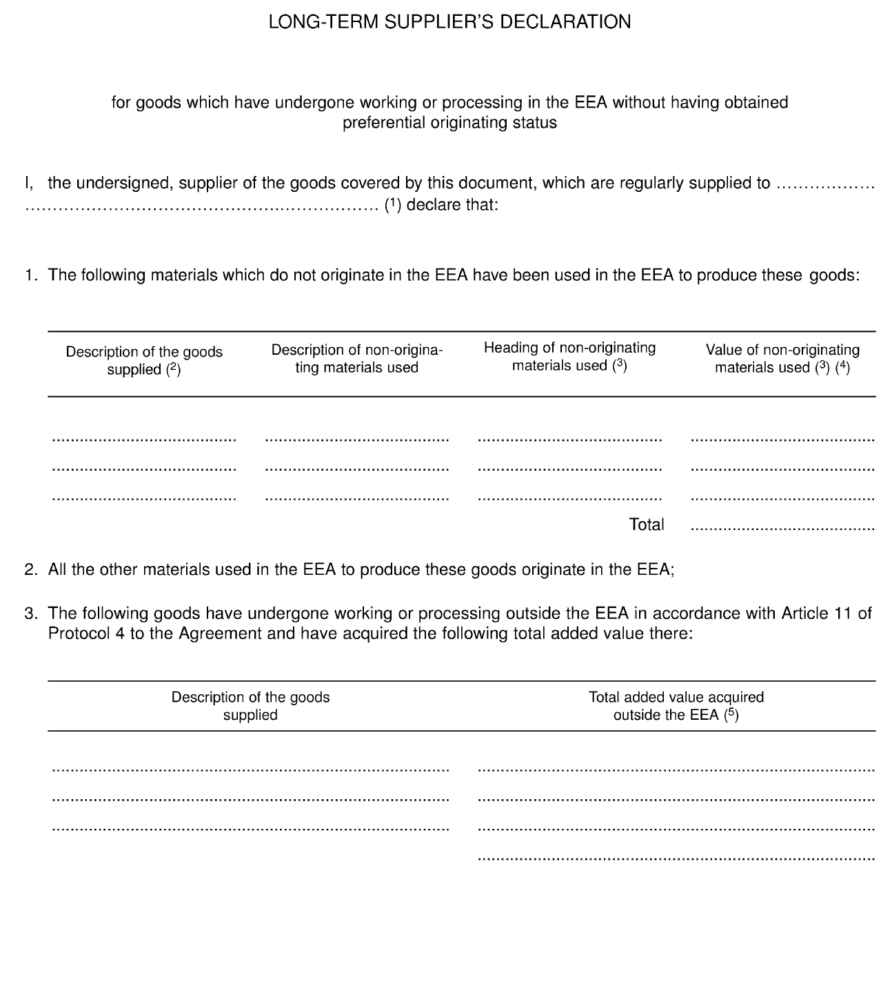 LONG-TERM SUPPLIER’S DECLARATION
for goods which have undergone working or processing in the EEA without having obtained
preferential originating status
I, the undersigned, supplier of the goods covered by this document, which are regularly supplied to ..................
................................................................ (1) declare that:
1. The following materials which do not originate in the EEA have been used in the EEA to produce these goods:
Description of the goods
supplied (2)
Description of non-origina-
ting materials used
Heading of non-originating
materials used (3)
Value of non-originating
materials used (3) (4)
........................................ ........................................ ........................................ ........................................
........................................ ........................................ ........................................ ........................................
........................................ ........................................ ........................................ ........................................
Total ........................................
2. All the other materials used in the EEA to produce these goods originate in the EEA;
3. The following goods have undergone working or processing outside the EEA in accordance with Article 11 of
Protocol 4 to the Agreement and have acquired the following total added value there:
Description of the goods
supplied
Total added value acquired
outside the EEA (5)
...................................................................................... ......................................................................................
...................................................................................... ......................................................................................
...................................................................................... ......................................................................................
......................................................................................